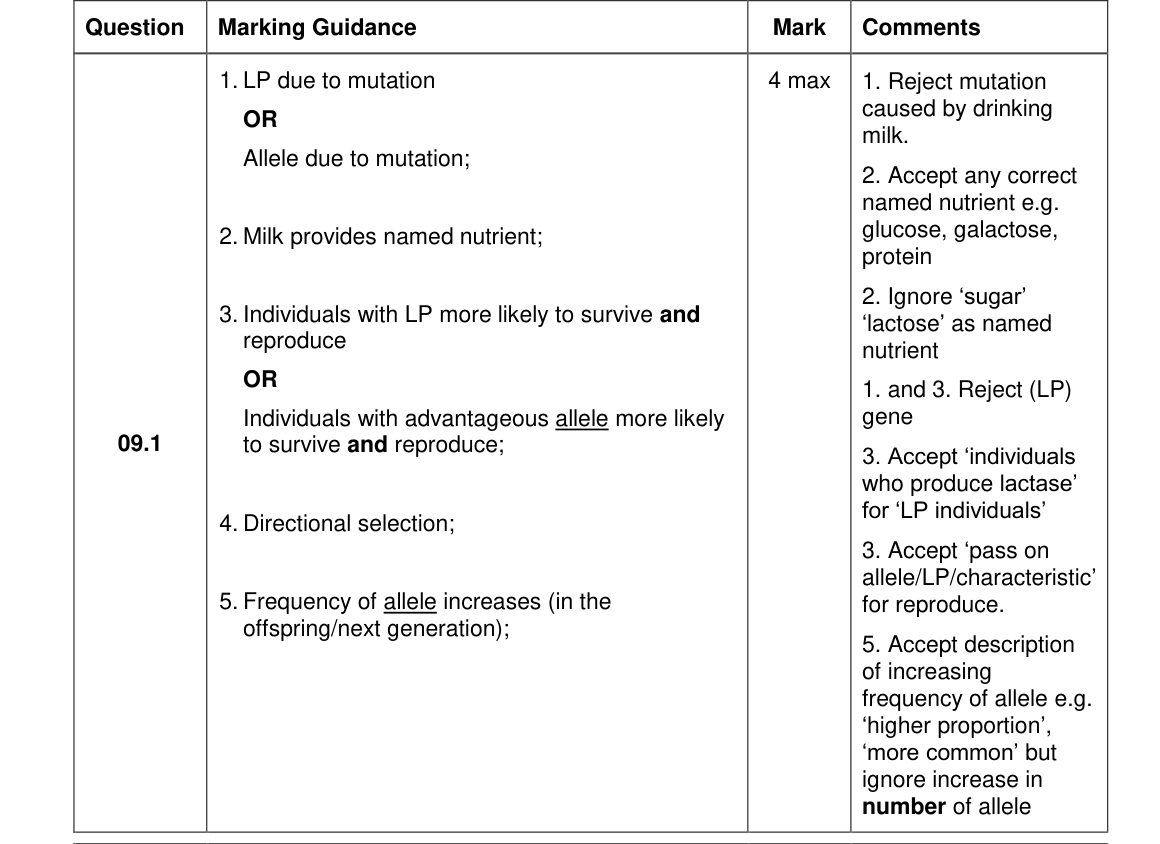 Question Marking Guidance Mark Comments
09.1
1. LP due to mutation
OR
Allele due to mutation;
2. Milk provides named nutrient;
3. Individuals with LP more likely to survive and
reproduce
OR
Individuals with advantageous allele more likely
to survive and reproduce;
4. Directional selection;
5. Frequency of allele increases (in the
offspring/next generation);
4 max
1. Reject mutation
caused by drinking
milk.
2. Accept any correct
named nutrient e.g.
glucose, galactose,
protein
2. Ignore ‘sugar’
‘lactose’ as named
nutrient
1. and 3. Reject (LP)
gene
3. Accept ‘individuals
who produce lactase’
for ‘LP individuals’
3. Accept ‘pass on
allele/LP/characteristic’
for reproduce.
5. Accept description
of increasing
frequency of allele e.g.
‘higher proportion’,
‘more common’ but
ignore increase in
number of allele